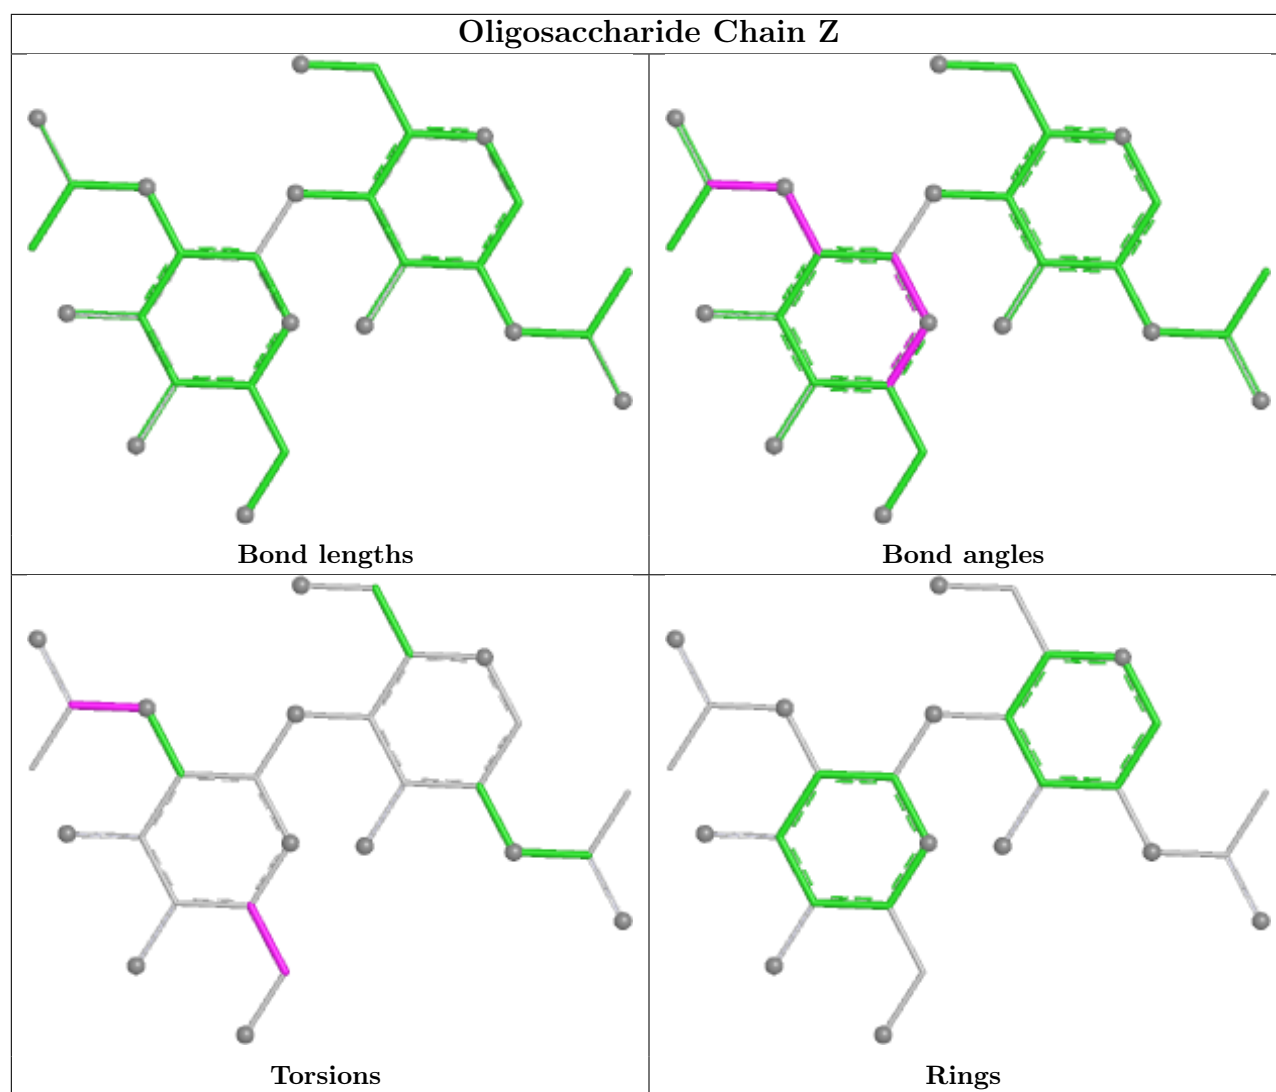 Oligosaccharide Chain Z
Bond lengths
Bond angles
Torsions
Rings